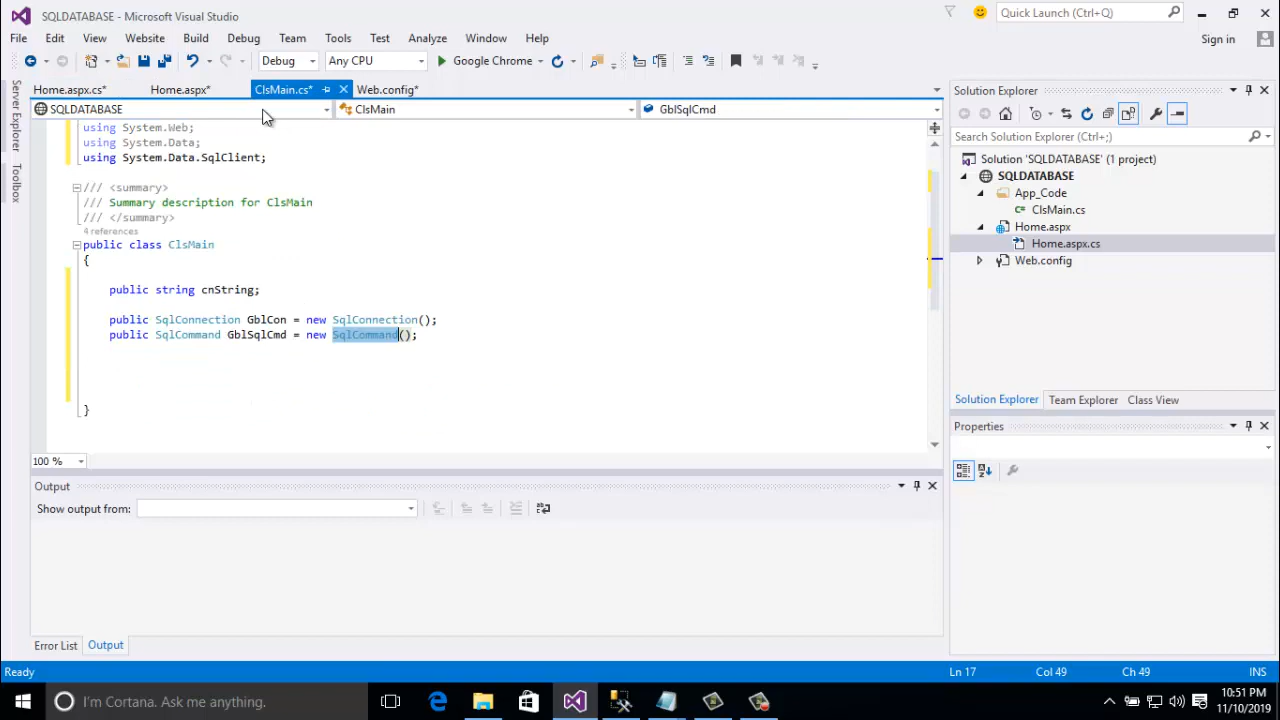 SQLDATABASE - Microsoft Visual Studio
Quick Launch (Ctrl+Q)
File Edit View Website Build Debug Team Tools Test Analyze Window Help
Sign in
Debug Any CPU Google Chrome
Home.aspx.cs* Home.aspx* ClsMain.cs* Web.config*
SQLDATABASE ClsMain GblSqlCmd
using System.Web;
using System.Data;
using System.Data.SqlClient;
/// <summary>
/// Summary description for ClsMain
/// </summary>
4 references
public class ClsMain
{
public string cnString;
public SqlConnection GblCon = new SqlConnection();
public SqlCommand GblSqlCmd = new SqlCommand();
}
100 %
Output
Show output from:
Error List Output
Server Explorer
Toolbox
Solution Explorer
Search Solution Explorer (Ctrl+;)
Solution 'SQLDATABASE' (1 project)
SQLDATABASE
App_Code
ClsMain.cs
Home.aspx
Home.aspx.cs
Web.config
Solution Explorer Team Explorer Class View
Properties
Ready Ln 17 Col 49 Ch 49 INS
I'm Cortana. Ask me anything.
10:51 PM
11/10/2019